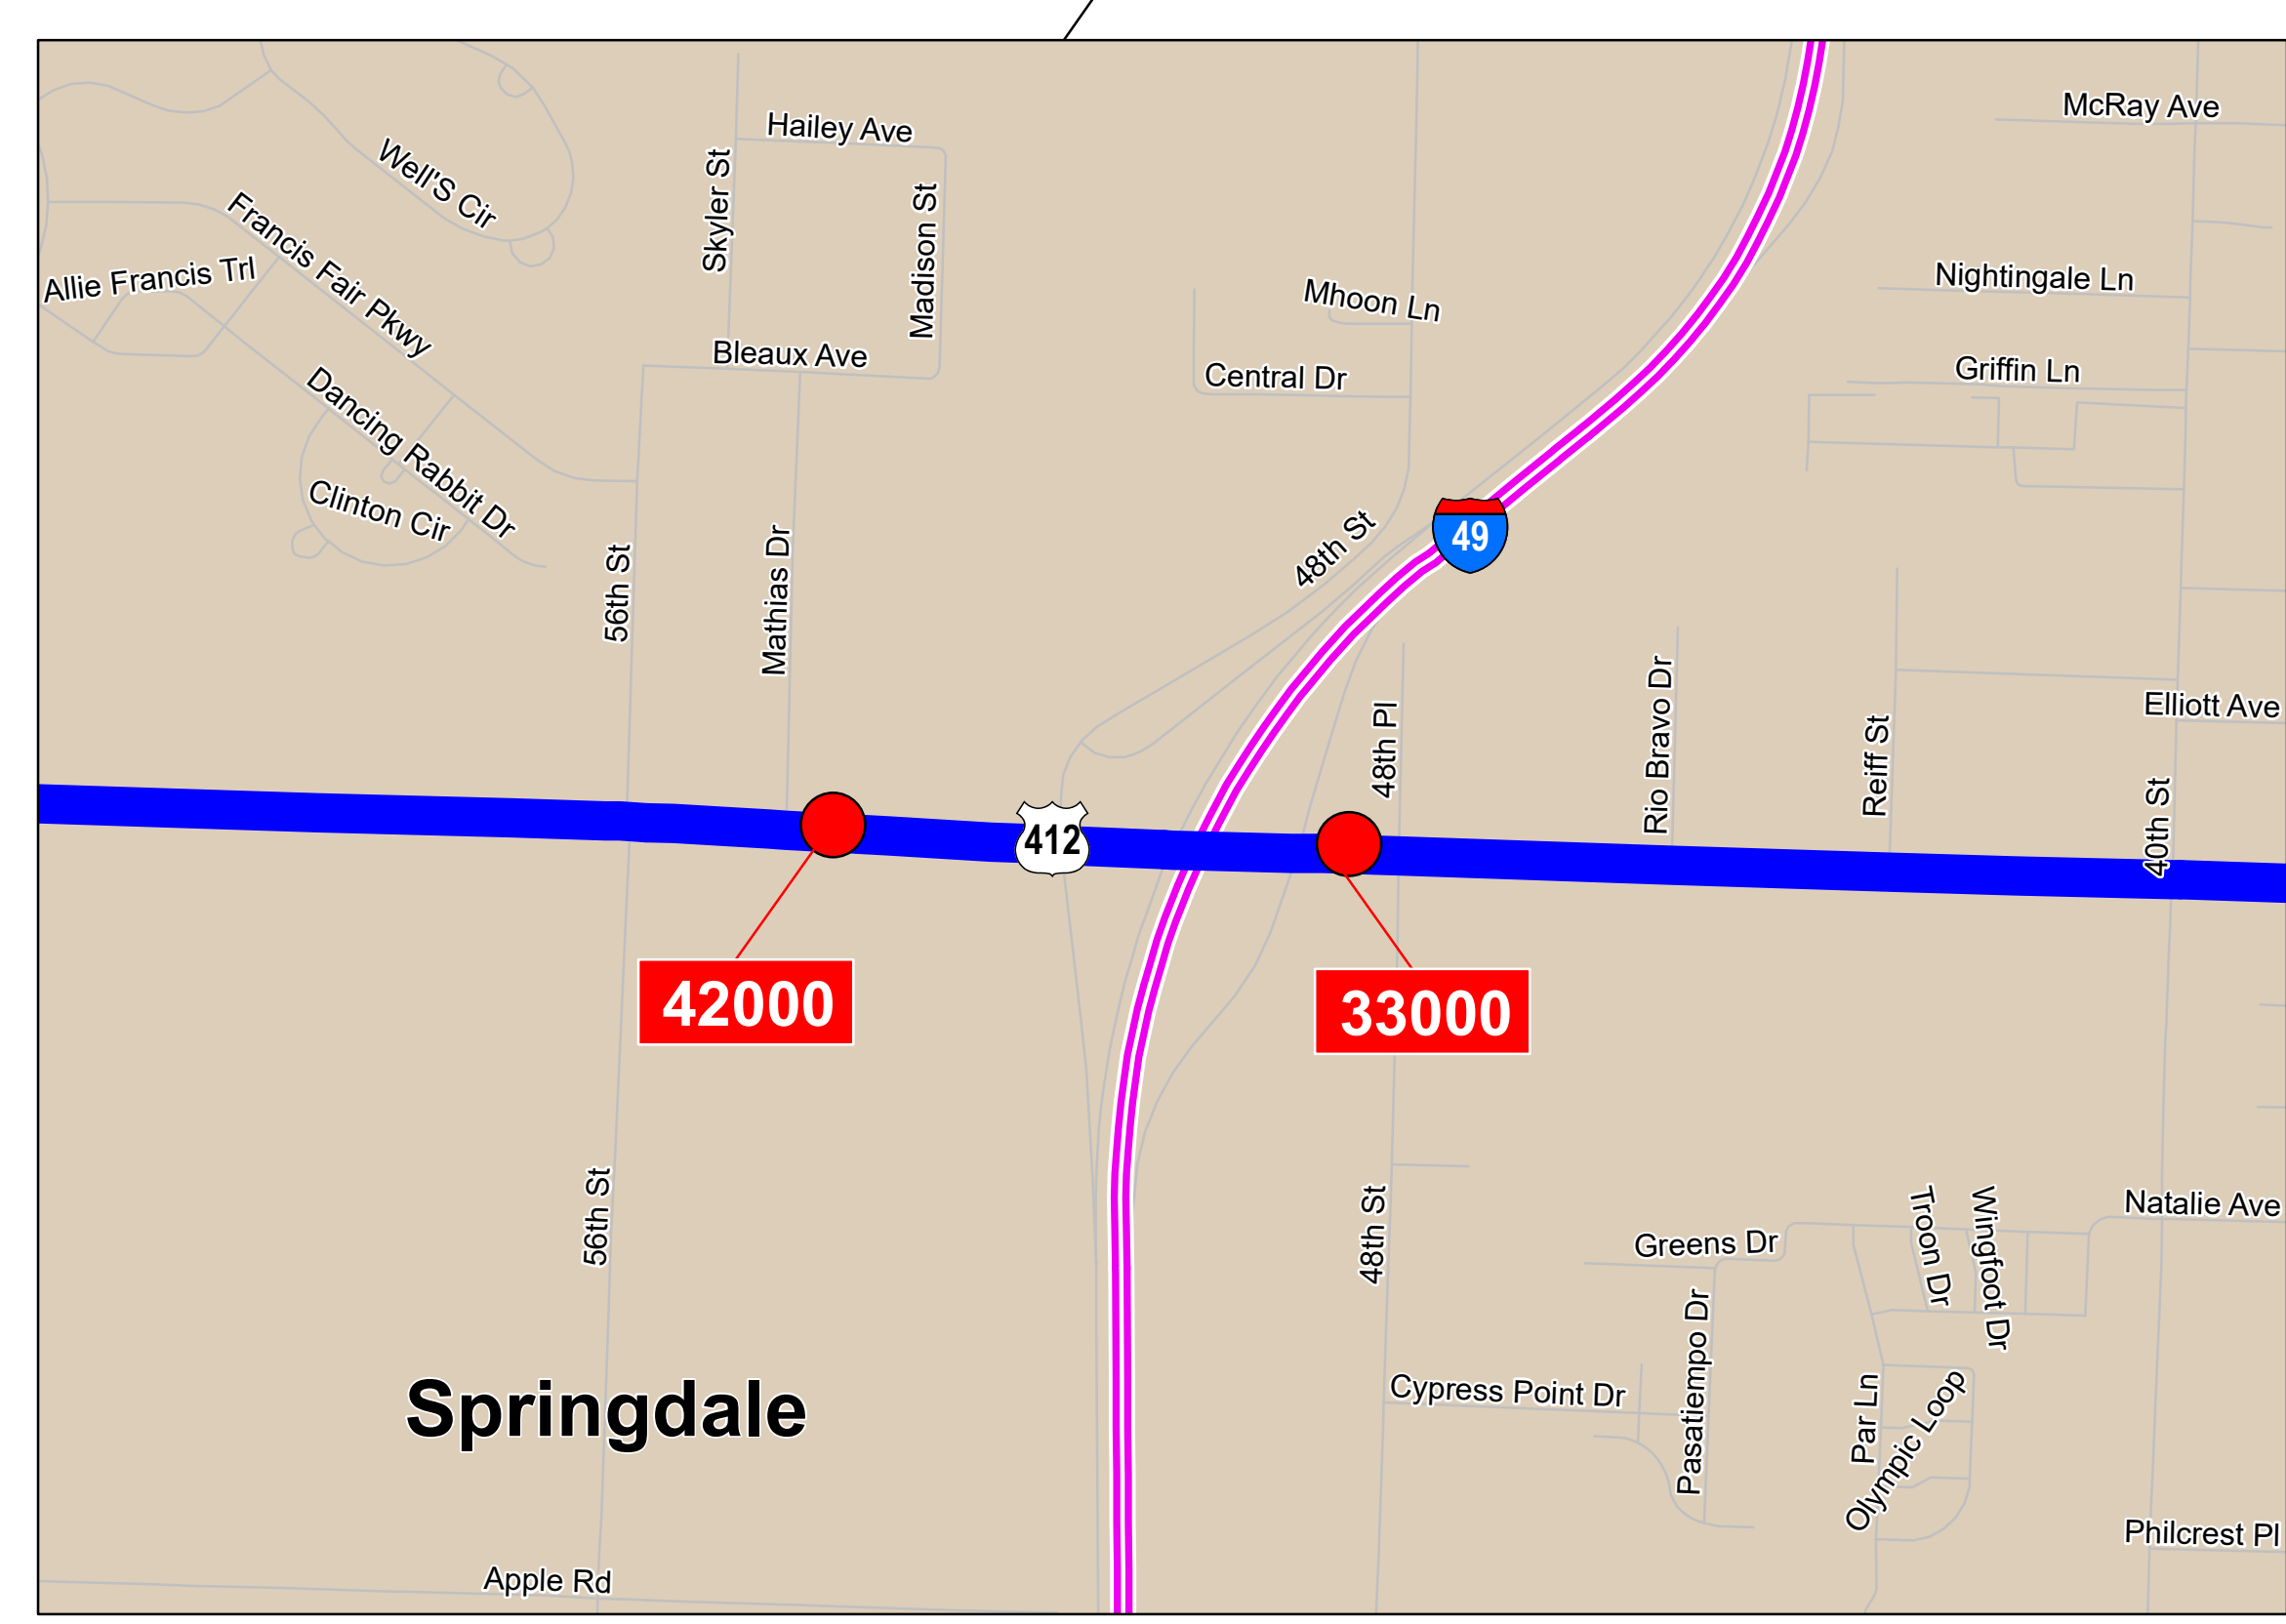 McRay Ave
Hailey Ave
Well'S Cir
Skyler St
Madison St
Francis Fair Pkwy
Allie Francis Trl
Nightingale Ln
Mhoon Ln
Bleaux Ave
Central Dr
Griffin Ln
Dancing Rabbit Dr
Clinton Cir
48th St
49
56th St
Mathias Dr
48th Pl
Rio Bravo Dr
Reiff St
Elliott Ave
40th St
412
42000
33000
56th St
48th St
Greens Dr
Troon Dr
Wingfoot Dr
Natalie Ave
Springdale
Cypress Point Dr
Pasatiempo Dr
Par Ln
Olympic Loop
Philcrest Pl
Apple Rd